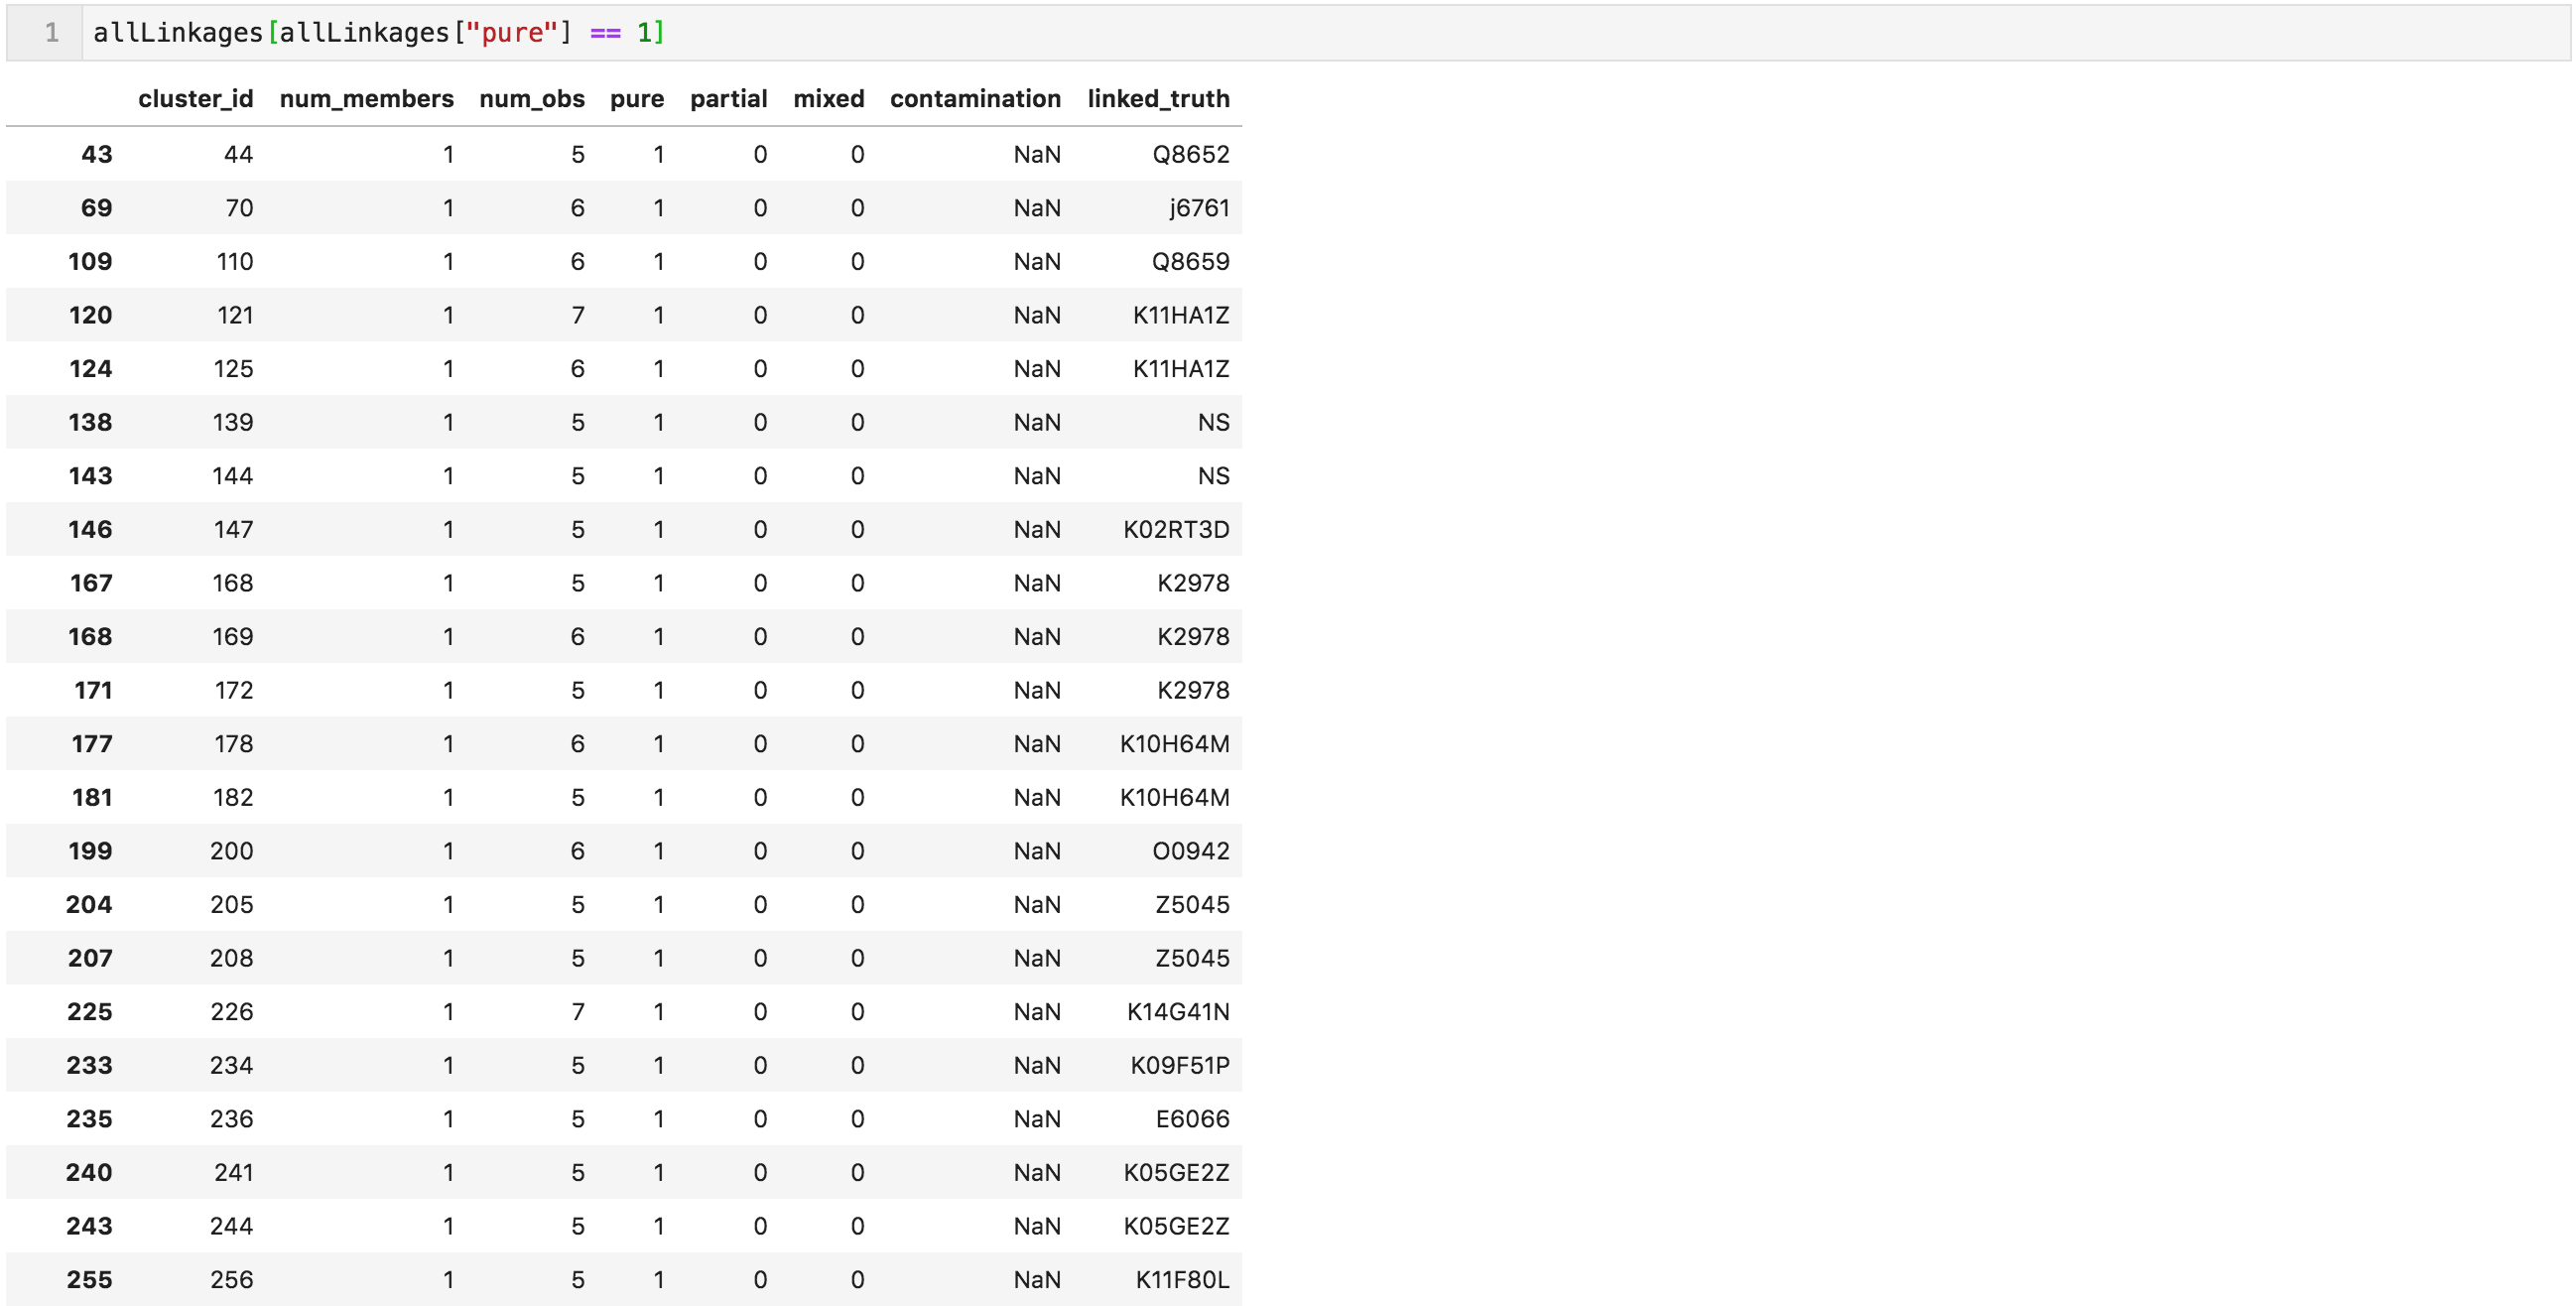 1 allLinkages[allLinkages["pure"] == 1]
cluster_id num_members num_obs pure partial mixed contamination linked_truth
43 44 1 5 1 0 0 NaN Q8652
69 70 1 6 1 0 0 NaN j6761
109 110 1 6 1 0 0 NaN Q8659
120 121 1 7 1 0 0 NaN K11HA1Z
124 125 1 6 1 0 0 NaN K11HA1Z
138 139 1 5 1 0 0 NaN NS
143 144 1 5 1 0 0 NaN NS
146 147 1 5 1 0 0 NaN K02RT3D
167 168 1 5 1 0 0 NaN K2978
168 169 1 6 1 0 0 NaN K2978
171 172 1 5 1 0 0 NaN K2978
177 178 1 6 1 0 0 NaN K10H64M
181 182 1 5 1 0 0 NaN K10H64M
199 200 1 6 1 0 0 NaN O0942
204 205 1 5 1 0 0 NaN Z5045
207 208 1 5 1 0 0 NaN Z5045
225 226 1 7 1 0 0 NaN K14G41N
233 234 1 5 1 0 0 NaN K09F51P
235 236 1 5 1 0 0 NaN E6066
240 241 1 5 1 0 0 NaN K05GE2Z
243 244 1 5 1 0 0 NaN K05GE2Z
255 256 1 5 1 0 0 NaN K11F80L